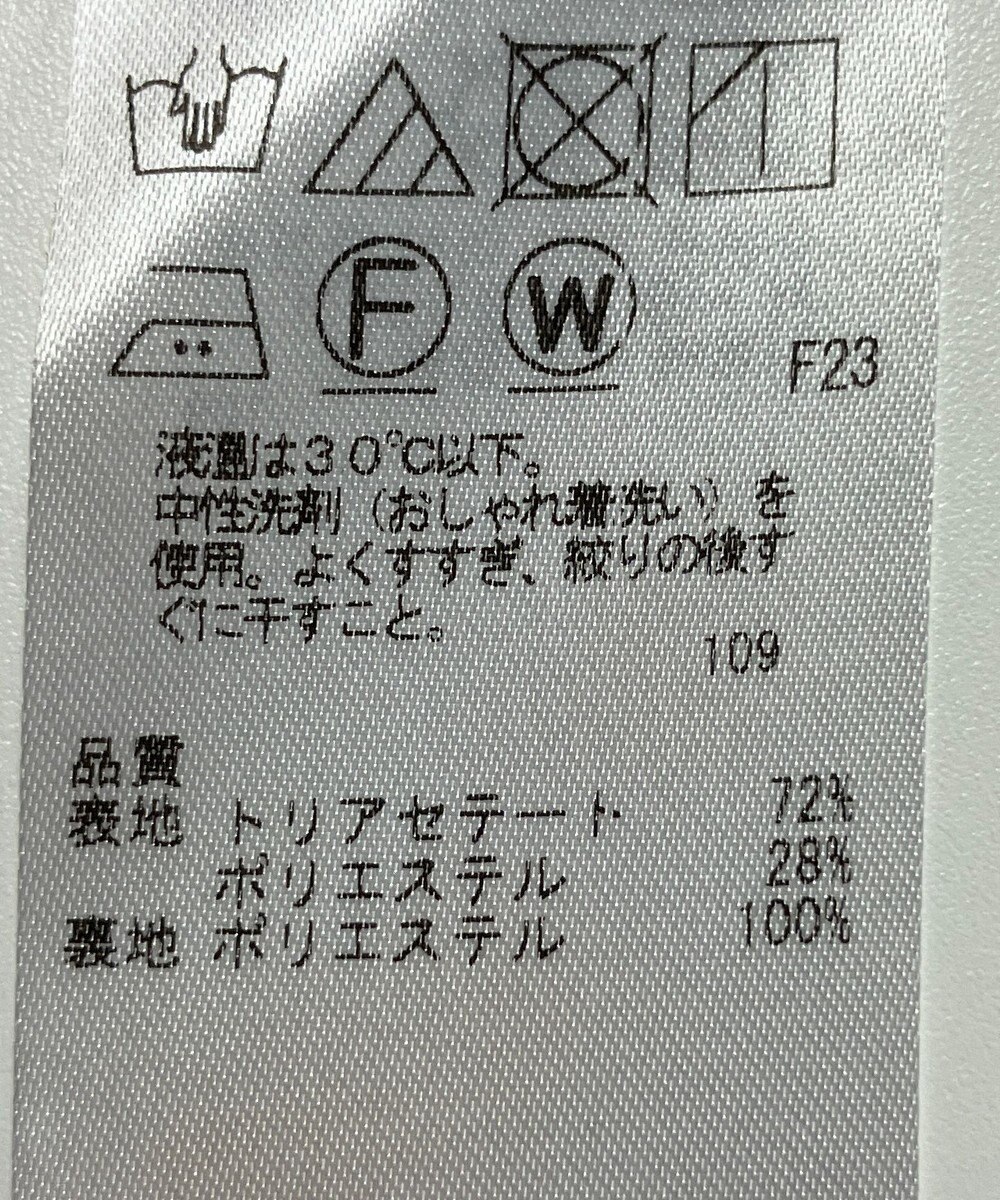 F
W
F23
液温は30℃以下。
中性洗剤(おしゃれ着洗い)を
使用。よくすすぎ、絞りの後す
ぐに干すこと。
109
品質
表地 トリアセテート 72%
ポリエステル 28%
裏地 ポリエステル 100%